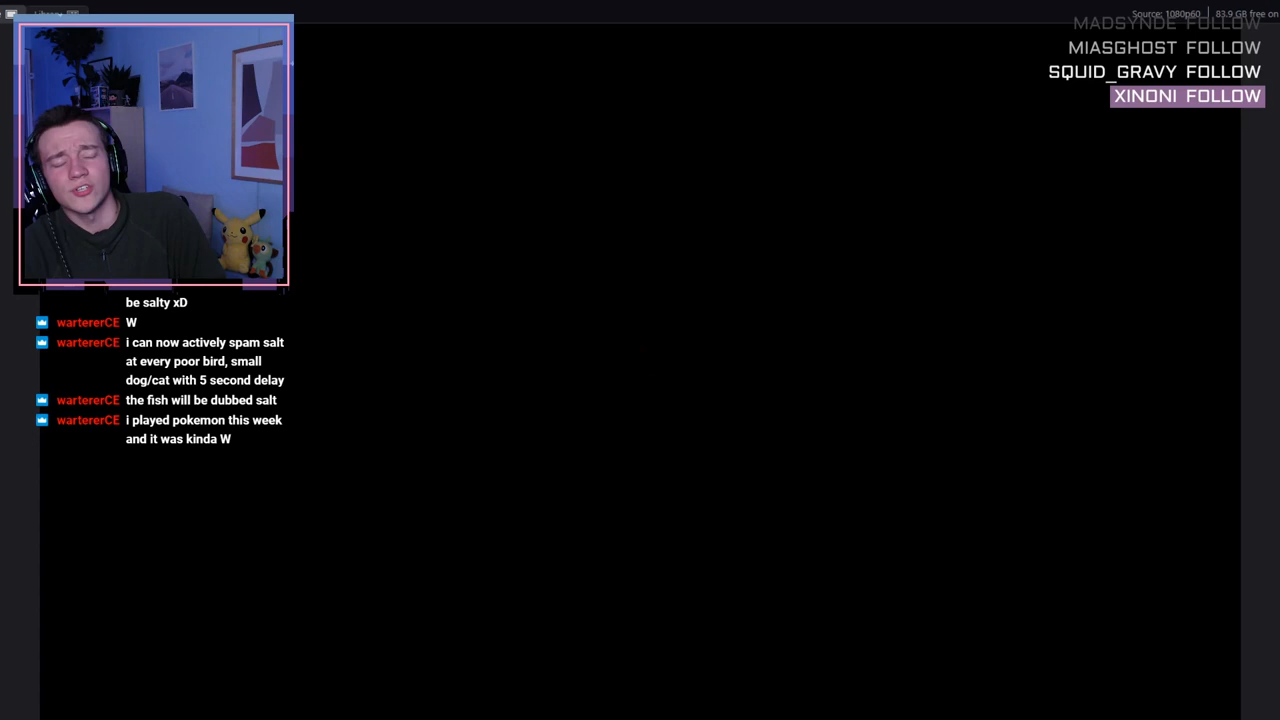 Library
Source: 1080p60
83.9 GB free on
MADSYNDE FOLLOW
MIASGHOST FOLLOW
SQUID_GRAVY FOLLOW
XINONI FOLLOW
be salty xD
wartererCE W
wartererCE i can now actively spam salt
at every poor bird, small
dog/cat with 5 second delay
wartererCE the fish will be dubbed salt
wartererCE i played pokemon this week
and it was kinda W